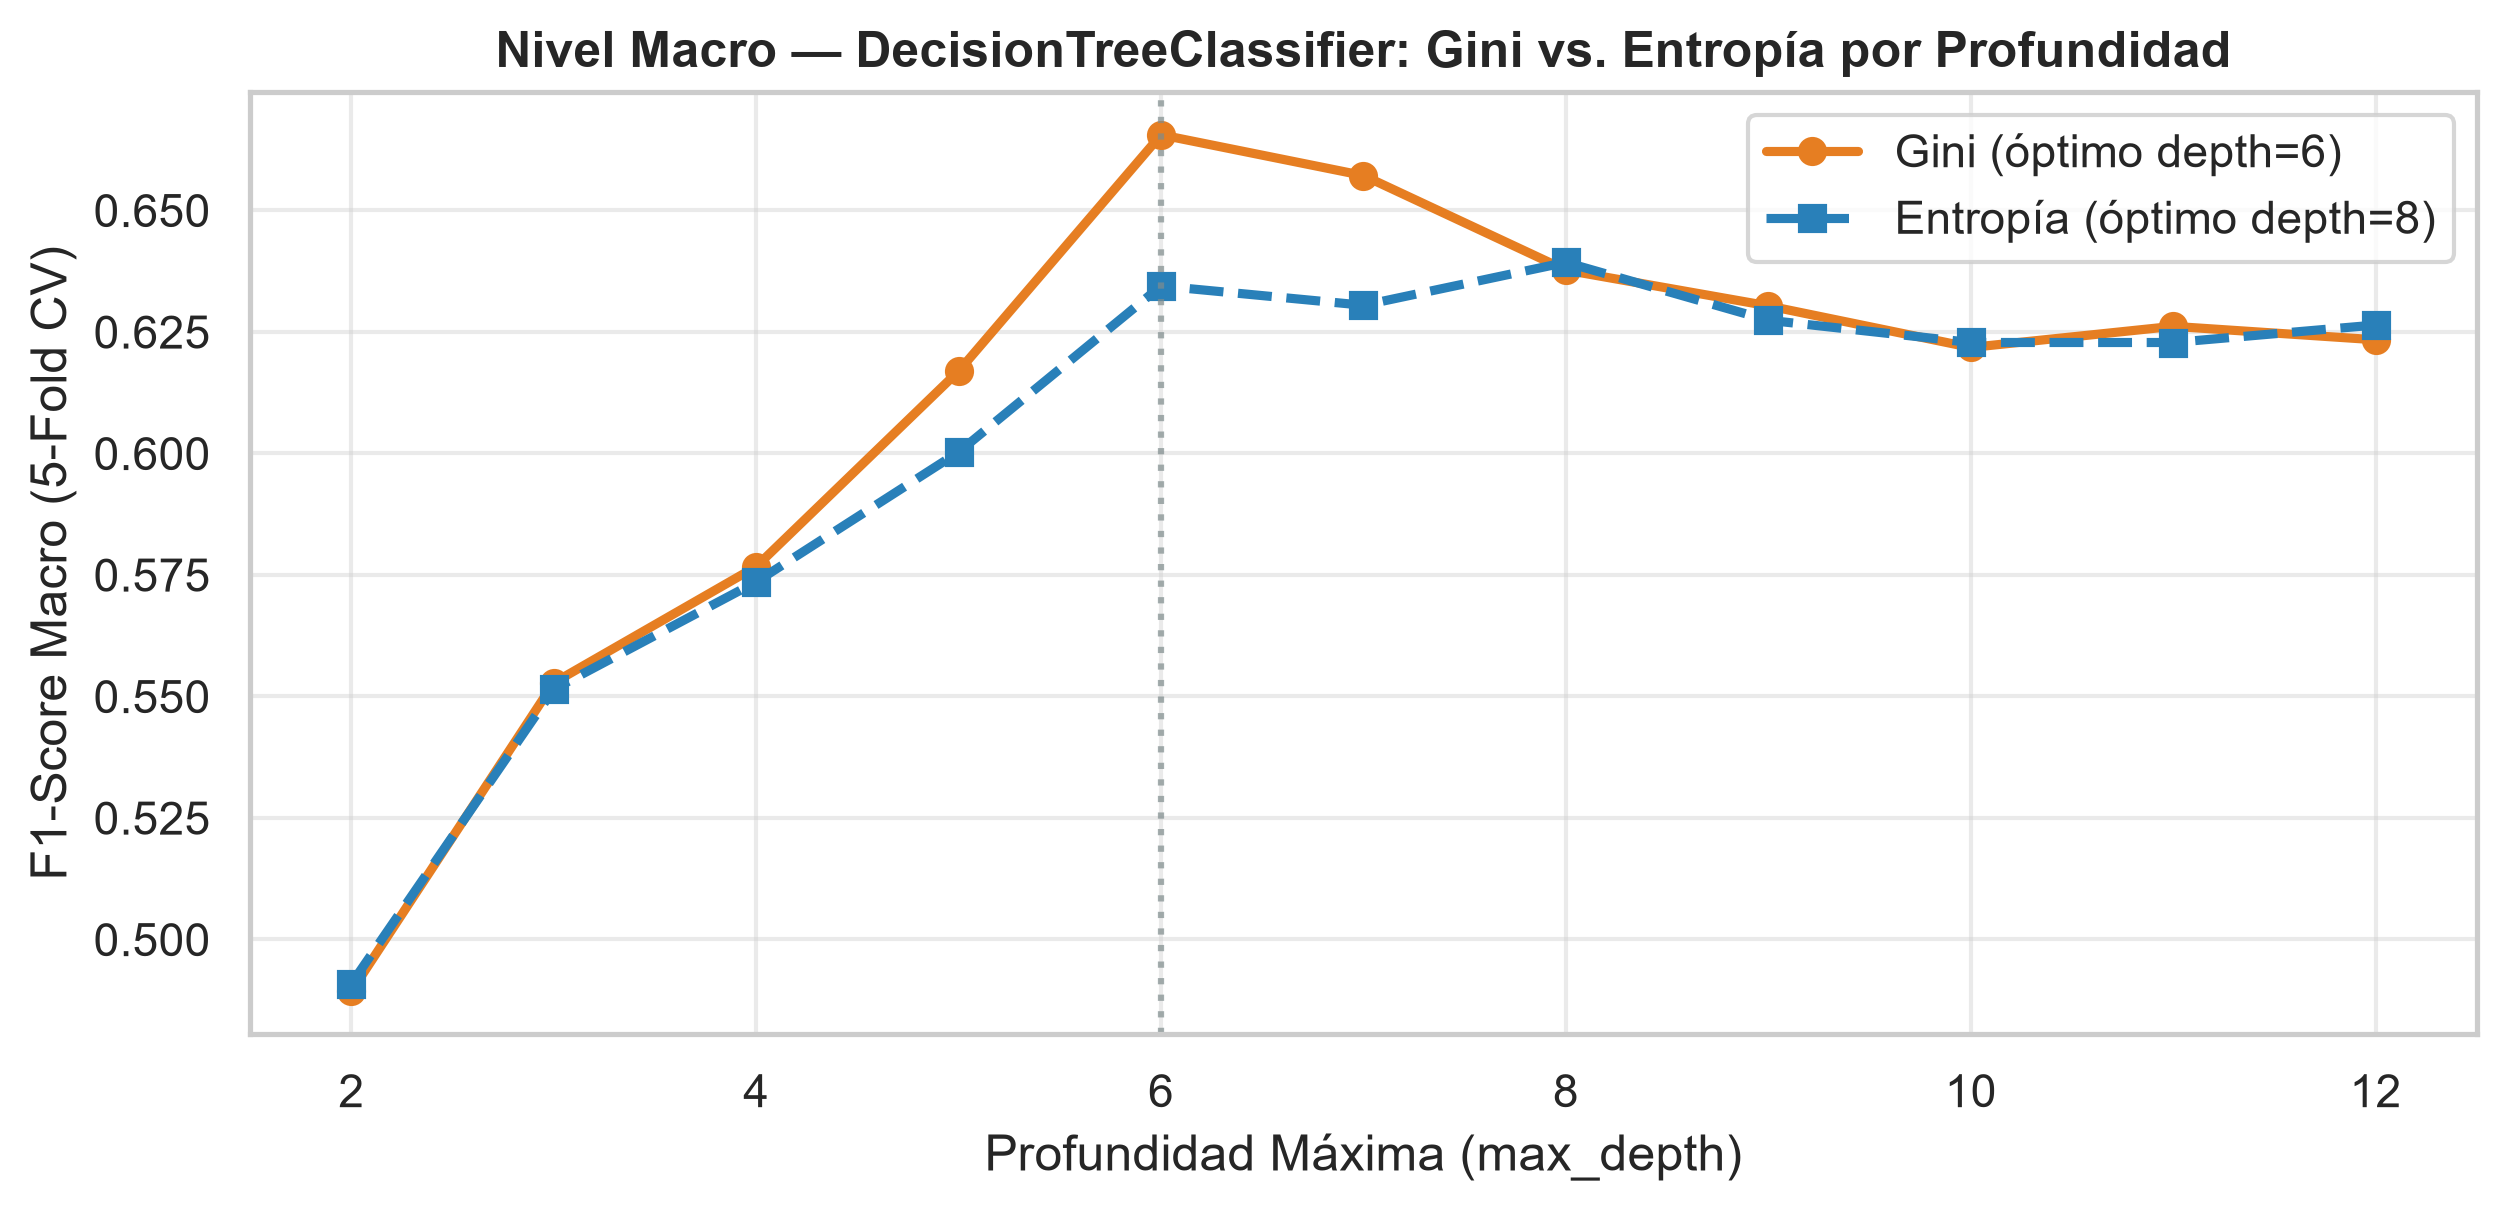 Nivel Macro — DecisionTreeClassifier: Gini vs. Entropía por Profundidad
Gini (óptimo depth=6)
Entropía (óptimo depth=8)
F1-Score Macro (5-Fold CV)
0.650
0.625
0.600
0.575
0.550
0.525
0.500
2 4 6 8 10 12
Profundidad Máxima (max_depth)